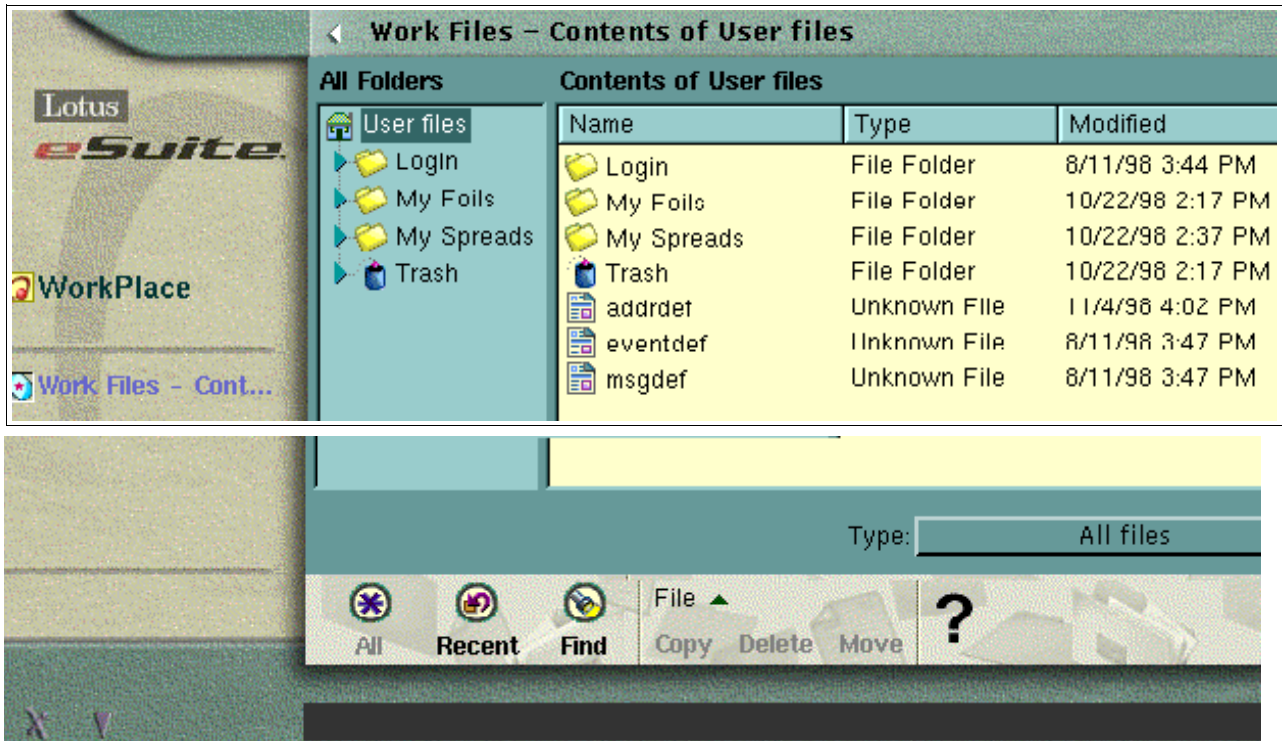 Work Files – Contents of User files
All Folders
Contents of User files
Lotus
eSuite.
User files
Login
My Foils
My Spreads
Trash
Name Type Modified
Login File Folder 8/11/98 3:44 PM
My Foils File Folder 10/22/98 2:17 PM
My Spreads File Folder 10/22/98 2:37 PM
Trash File Folder 10/22/98 2:17 PM
addrdef Unknown File 11/4/98 4:02 PM
eventdef Unknown File 8/11/98 3:47 PM
msgdef Unknown File 8/11/98 3:47 PM
WorkPlace
Work Files – Cont...
Type: All files
All Recent Find
File
Copy Delete Move
?